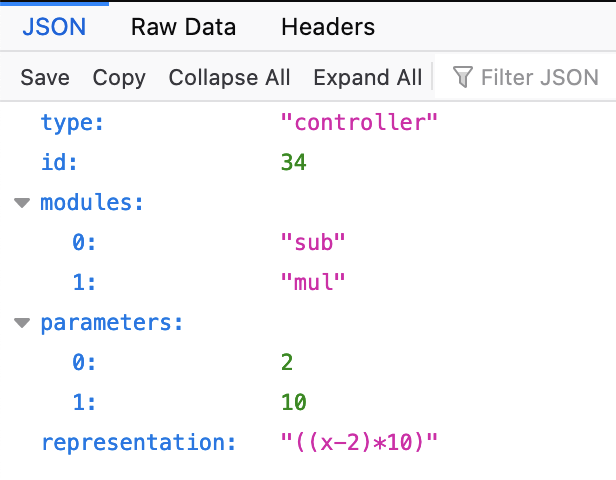 JSON Raw Data Headers
Save Copy Collapse All Expand All Filter JSON
type: "controller"
id: 34
modules:
0: "sub"
1: "mul"
parameters:
0: 2
1: 10
representation: "((x-2)*10)"